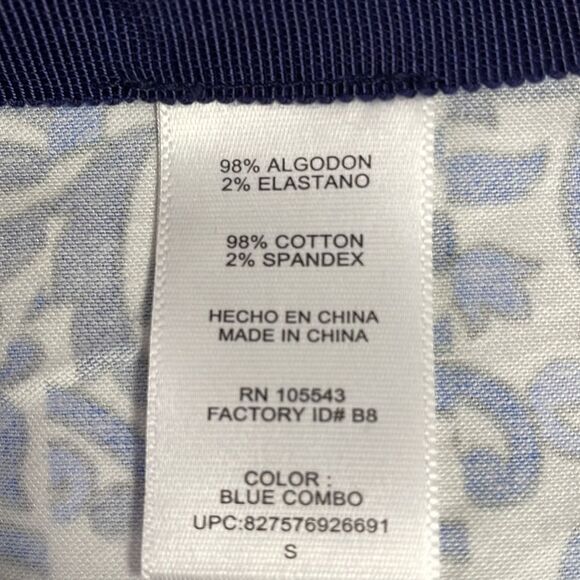 98% ALGODON
2% ELASTANO
98% COTTON
2% SPANDEX
HECHO EN CHINA
MADE IN CHINA
RN 105543
FACTORY ID# B8
COLOR :
BLUE COMBO
UPC:827576926691
S